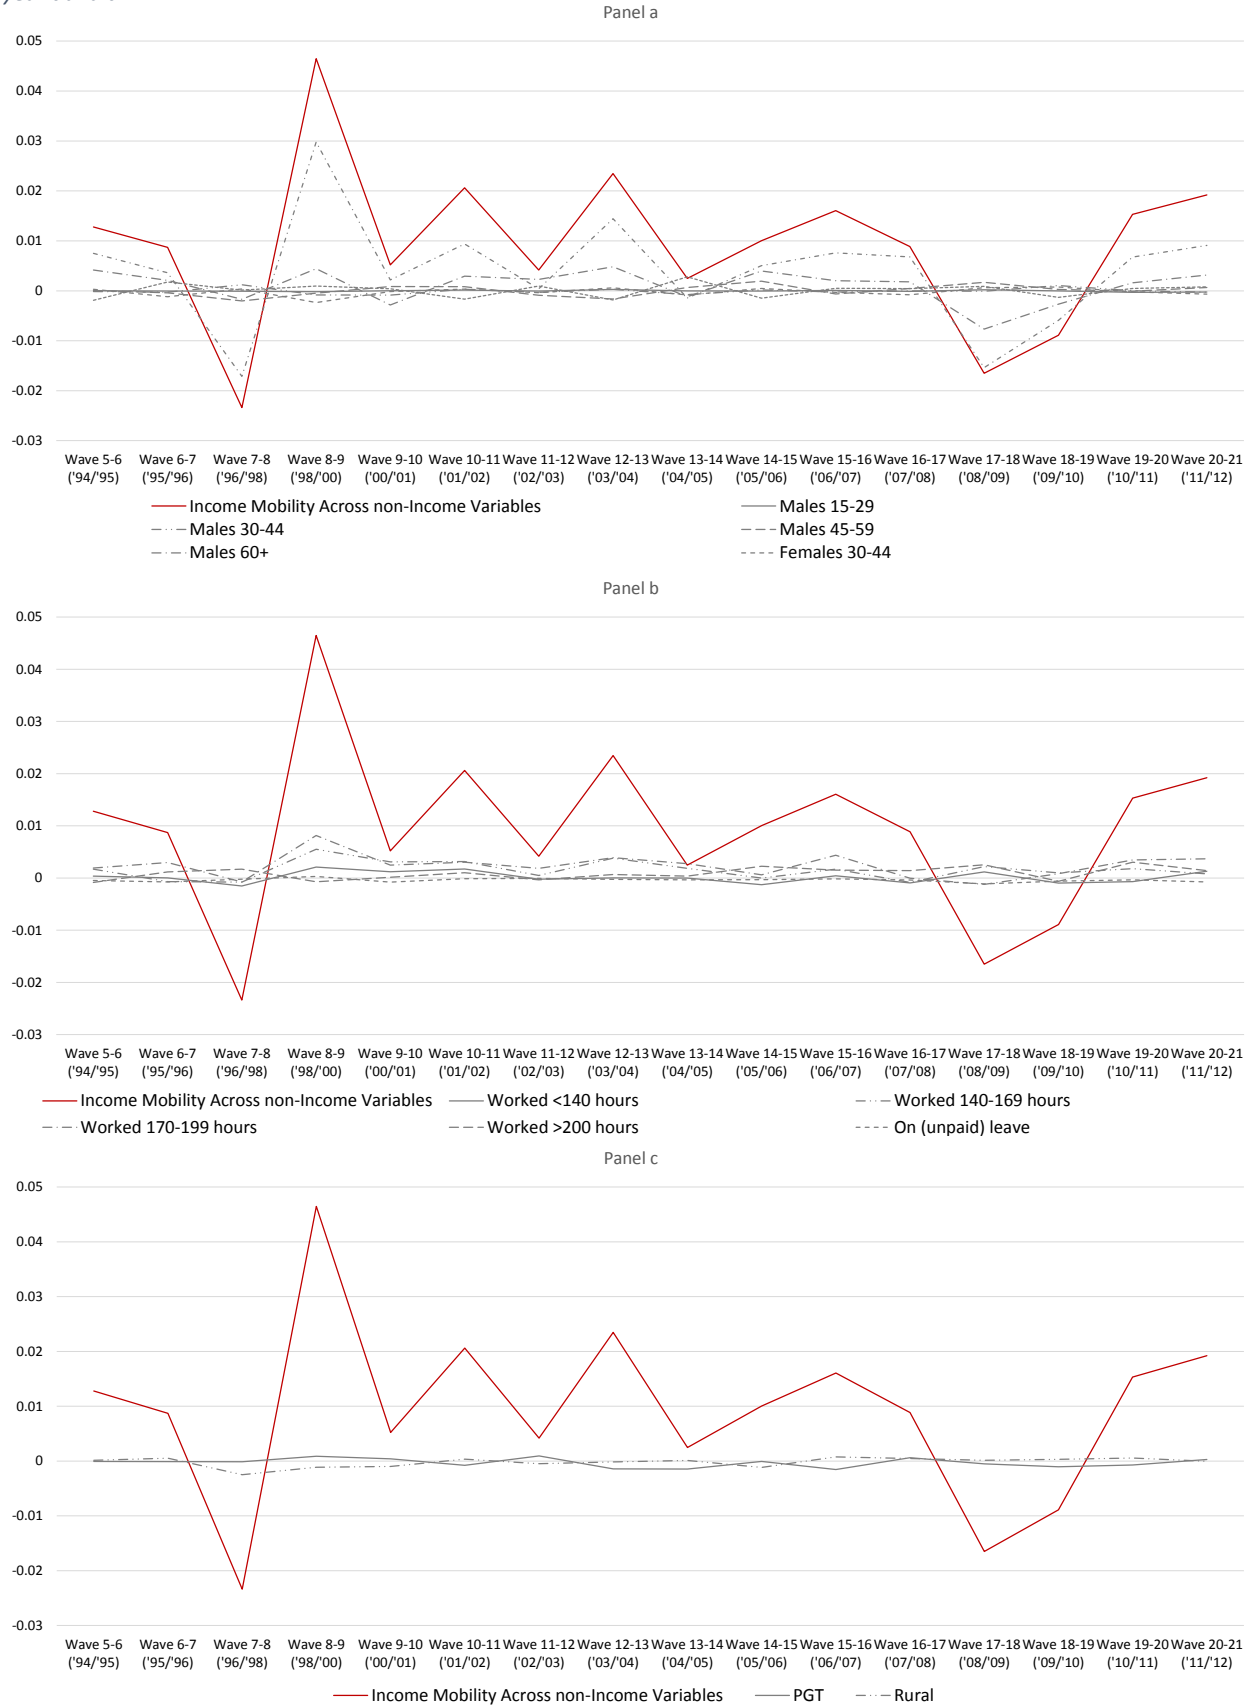 Panel a
0.05
0.04
0.03
0.02
0.01
0
-0.01
-0.02
-0.03
Wave 5-6 Wave 6-7 Wave 7-8 Wave 8-9 Wave 9-10 Wave 10-11 Wave 11-12 Wave 12-13 Wave 13-14 Wave 14-15 Wave 15-16 Wave 16-17 Wave 17-18 Wave 18-19 Wave 19-20 Wave 20-21
('94/'95) ('95/'96) ('96/'98) ('98/'00) ('00/'01) ('01/'02) ('02/'03) ('03/'04) ('04/'05) ('05/'06) ('06/'07) ('07/'08) ('08/'09) ('09/'10) ('10/'11) ('11/'12)
Income Mobility Across non-Income Variables Males 15-29
Males 30-44 Males 45-59
Males 60+ Females 30-44
Panel b
0.05
0.04
0.03
0.02
0.01
0
-0.01
-0.02
-0.03
Wave 5-6 Wave 6-7 Wave 7-8 Wave 8-9 Wave 9-10 Wave 10-11 Wave 11-12 Wave 12-13 Wave 13-14 Wave 14-15 Wave 15-16 Wave 16-17 Wave 17-18 Wave 18-19 Wave 19-20 Wave 20-21
('94/'95) ('95/'96) ('96/'98) ('98/'00) ('00/'01) ('01/'02) ('02/'03) ('03/'04) ('04/'05) ('05/'06) ('06/'07) ('07/'08) ('08/'09) ('09/'10) ('10/'11) ('11/'12)
Income Mobility Across non-Income Variables Worked <140 hours Worked 140-169 hours
Worked 170-199 hours Worked >200 hours On (unpaid) leave
Panel c
0.05
0.04
0.03
0.02
0.01
0
-0.01
-0.02
-0.03
Wave 5-6 Wave 6-7 Wave 7-8 Wave 8-9 Wave 9-10 Wave 10-11 Wave 11-12 Wave 12-13 Wave 13-14 Wave 14-15 Wave 15-16 Wave 16-17 Wave 17-18 Wave 18-19 Wave 19-20 Wave 20-21
('94/'95) ('95/'96) ('96/'98) ('98/'00) ('00/'01) ('01/'02) ('02/'03) ('03/'04) ('04/'05) ('05/'06) ('06/'07) ('07/'08) ('08/'09) ('09/'10) ('10/'11) ('11/'12)
Income Mobility Across non-Income Variables PGT Rural